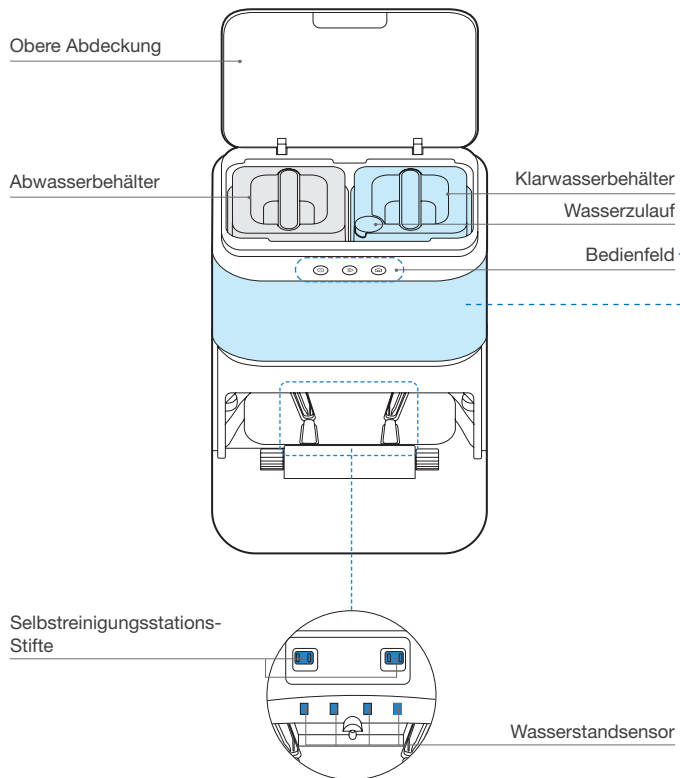 Obere Abdeckung
Abwasserbehälter
Klarwasserbehälter
Wasserzulauf
Bedienfeld
Selbstreinigungsstations-
Stifte
Wasserstandsensor